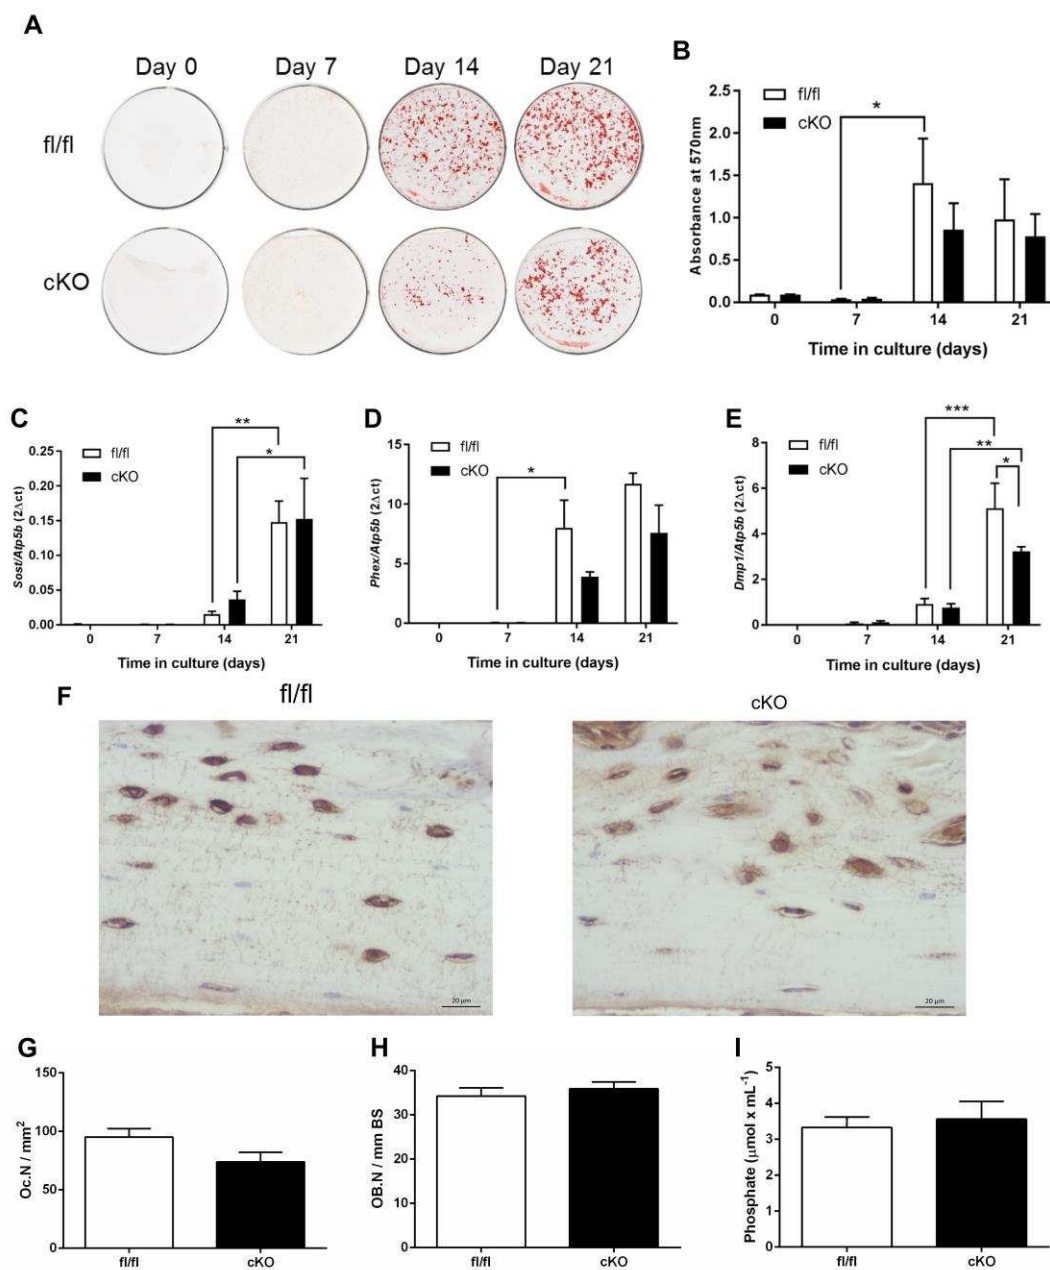 A
Day 0 Day 7 Day 14 Day 21
fl/fl
cKO
B
2.5
2.0
1.5
1.0
0.5
0.0
Absorbance at 570nm
fl/fl
cKO
*
0 7 14 21
Time in culture (days)
C
0.25
0.20
0.15
0.10
0.05
0.00
Sost/Atp5b (2Δct)
fl/fl
cKO
**
*
0 7 14 21
Time in culture (days)
D
15
10
5
0
Phex/Atp5b (2Δct)
fl/fl
cKO
*
0 7 14 21
Time in culture (days)
E
8
6
4
2
0
Dmp1/Atp5b (2Δct)
fl/fl
cKO
***
**
*
0 7 14 21
Time in culture (days)
F
fl/fl
cKO
20 µm
20 µm
G
150
100
50
0
Oc.N / mm²
fl/fl cKO
H
40
30
20
10
0
OB.N / mm BS
fl/fl cKO
I
5
4
3
2
1
0
Phosphate (µmol x mL⁻¹)
fl/fl cKO